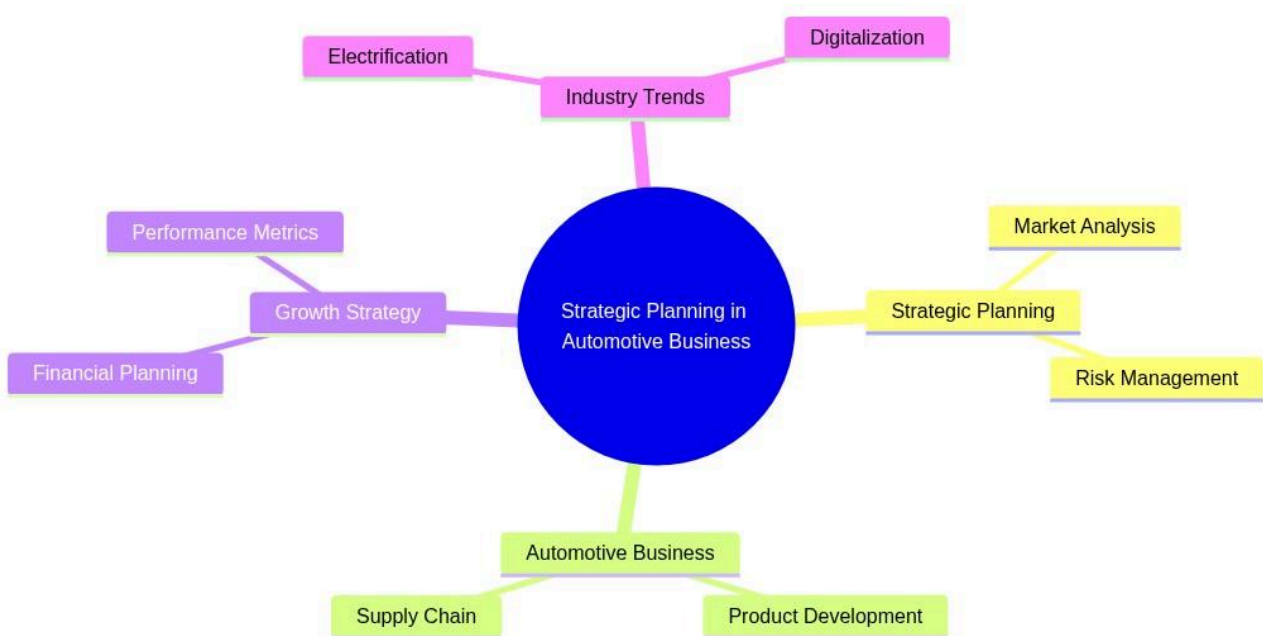 Digitalization
Electrification
Industry Trends
Market Analysis
Performance Metrics
Strategic Planning in
Automotive Business
Strategic Planning
Growth Strategy
Financial Planning
Risk Management
Automotive Business
Supply Chain
Product Development